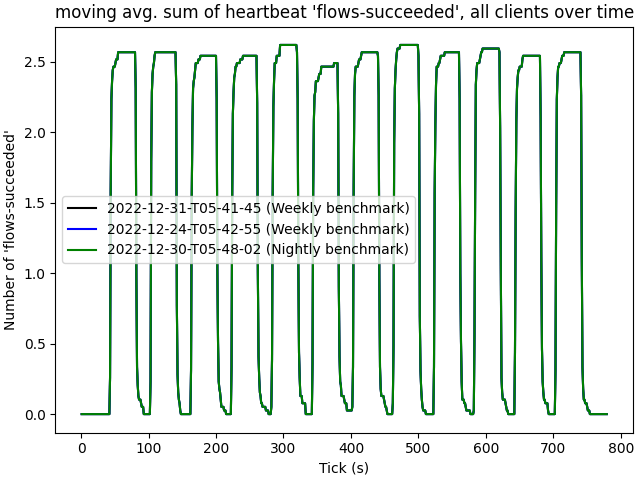 moving avg. sum of heartbeat 'flows-succeeded', all clients over time
Number of 'flows-succeeded'
2.5
2.0
1.5
1.0
0.5
0.0
2022-12-31-T05-41-45 (Weekly benchmark)
2022-12-24-T05-42-55 (Weekly benchmark)
2022-12-30-T05-48-02 (Nightly benchmark)
0 100 200 300 400 500 600 700 800
Tick (s)